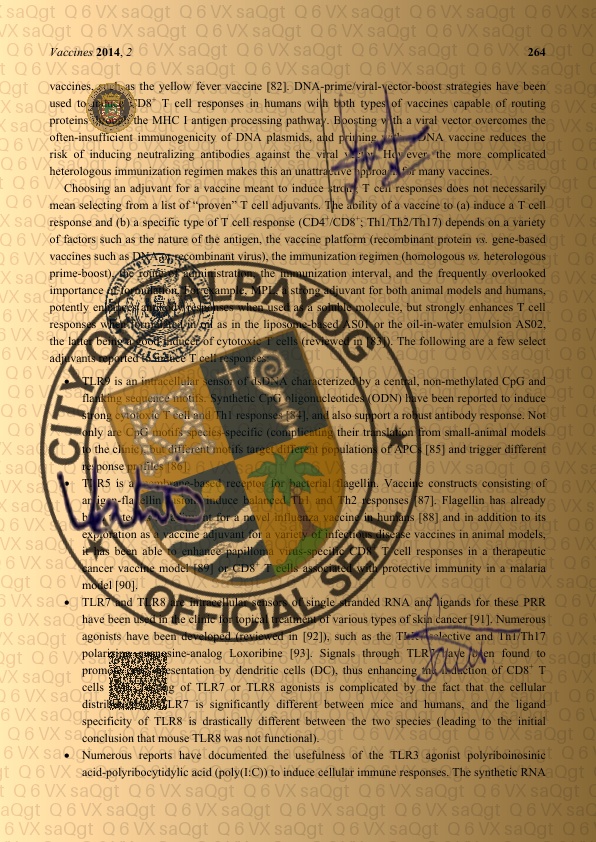 Vaccines 2014, 2 264
vaccines, such as the yellow fever vaccine [82]. DNA-prime/viral-vector-boost strategies have been
used to CD8+ T cell responses in humans with both types of vaccines capable of routing
proteins the MHC I antigen processing pathway. Boosting with a viral vector overcomes the
often-insufficient immunogenicity of DNA plasmids, and priming DNA vaccine reduces the
risk of inducing neutralizing antibodies against the viral However, the more complicated
heterologous immunization regimen makes this an unattractive approach for many vaccines.
Choosing an adjuvant for a vaccine meant to induce strong T cell responses does not necessarily
mean selecting from a list of “proven” T cell adjuvants. The ability of a vaccine to (a) induce a T cell
response and (b) a specific type of T cell response (CD4+/CD8+; Th1/Th2/Th17) depends on a variety
of factors such as the nature of the antigen, the vaccine platform (recombinant protein vs. gene-based
vaccines such as DNA or recombinant virus), the immunization regimen (homologous vs. heterologous
prime-boost), the route of administration, the immunization interval, and the frequently overlooked
importance of formulation. For example, MPL, a strong adjuvant for both animal models and humans,
potently enhances antibody responses when used as a soluble molecule, but strongly enhances T cell
responses when formulated in oil as in the liposome-based AS01 or the oil-in-water emulsion AS02,
the latter being a good inducer of cytotoxic T cells (reviewed in [83]). The following are a few select
adjuvants reported to induce T cell responses:
• TLR9 is an intracellular sensor of dsDNA characterized by a central, non-methylated CpG and
flanking sequence motifs. Synthetic CpG oligonucleotides (ODN) have been reported to induce
strong cytotoxic T cell and Th1 responses [84], and also support a robust antibody response. Not
only are CpG motifs species-specific (complicating their translation from small-animal models
to the clinic), but different motifs target different populations of APCs [85] and trigger different
response profiles [86].
• TLR5 is a membrane-based receptor for bacterial flagellin. Vaccine constructs consisting of
antigen-flagellin fusions induce balanced Th1 and Th2 responses [87]. Flagellin has already
been for a novel influenza vaccine in humans [88] and in addition to its
exploration as a vaccine adjuvant for a variety of infectious disease vaccines in animal models,
it has been able to enhance papilloma virus-specific CD8+ T cell responses in a therapeutic
cancer vaccine model [89] or CD8+ T cells associated with protective immunity in a malaria
model [90].
• TLR7 and TLR8 are intracellular sensors of single stranded RNA and ligands for these PRR
have been used in the clinic for topical treatment of various types of skin cancer [91]. Numerous
agonists have been developed (reviewed in [92]), such as the selective and Th1/Th17
polarizing guanosine-analog Loxoribine [93]. Signals through TLR7 have been found to
promote presentation by dendritic cells (DC), thus enhancing the induction of CD8+ T
cells of TLR7 or TLR8 agonists is complicated by the fact that the cellular
distribution of TLR7 is significantly different between mice and humans, and the ligand
specificity of TLR8 is drastically different between the two species (leading to the initial
conclusion that mouse TLR8 was not functional).
• Numerous reports have documented the usefulness of the TLR3 agonist polyriboinosinic
acid-polyribocytidylic acid (poly(I:C)) to induce cellular immune responses. The synthetic RNA
CITY OF CAPE BAYONG
OFFICIAL SEAL
Q 6 VX saQgt